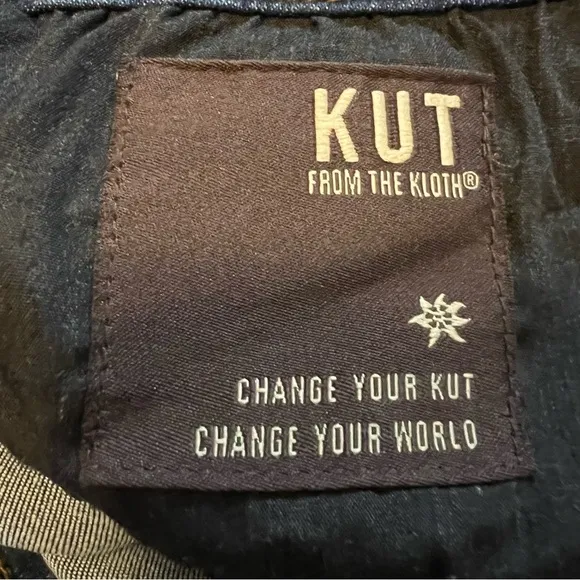 KUT
FROM THE KLOTH®
CHANGE YOUR KUT
CHANGE YOUR WORLD